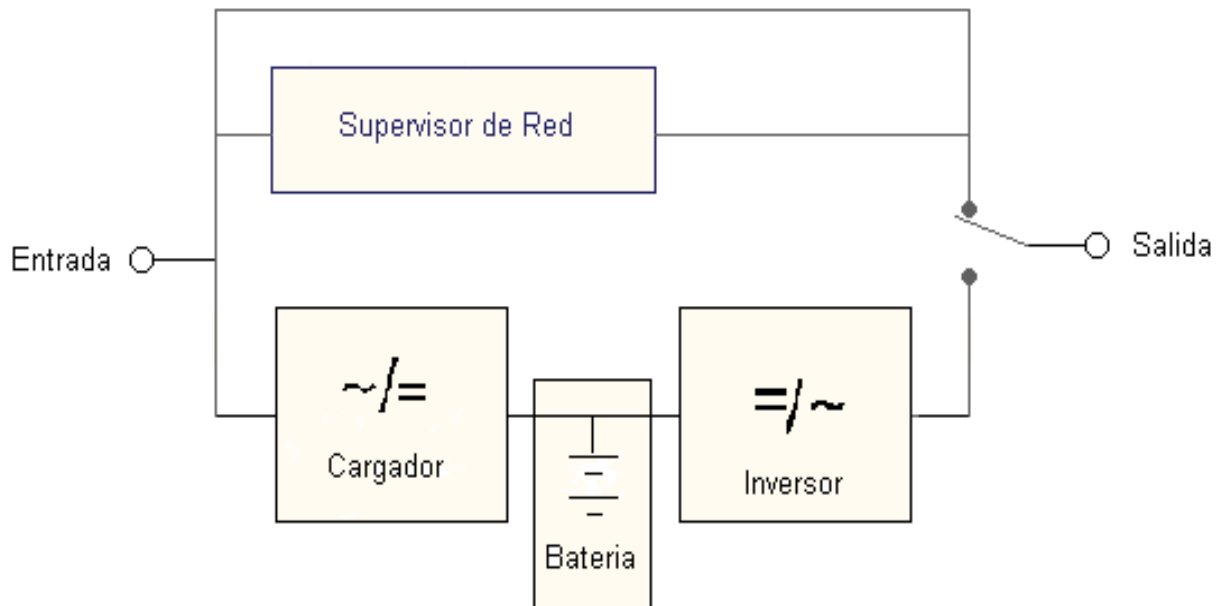 Supervisor de Red
Entrada
Salida
~/=
Cargador
=/~
Inversor
Bateria